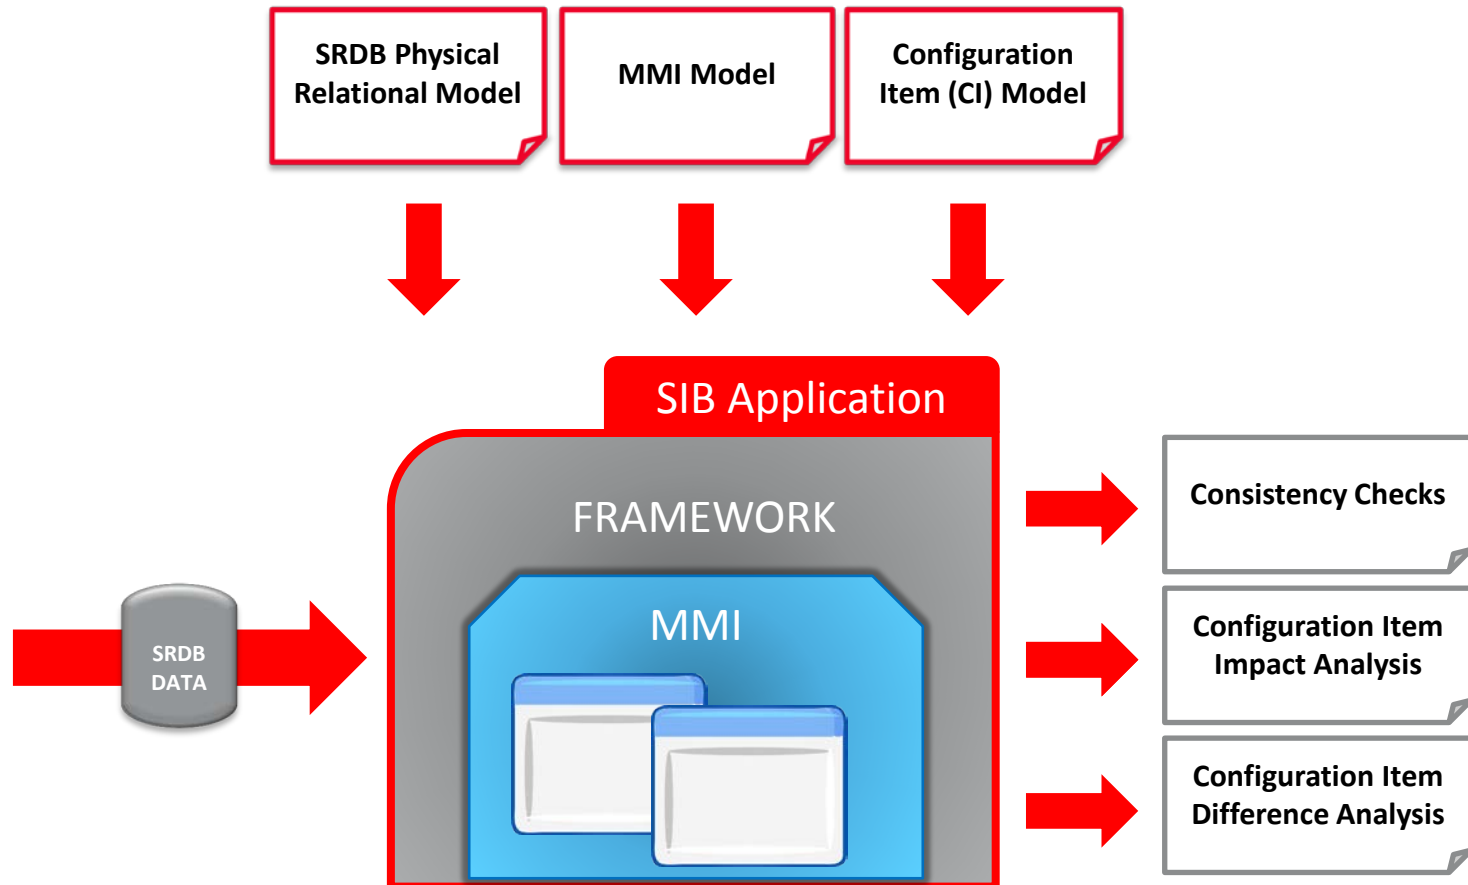 SRDB Physical
Relational Model
MMI Model
Configuration
Item (CI) Model
SIB Application
FRAMEWORK
MMI
SRDB
DATA
Consistency Checks
Configuration Item
Impact Analysis
Configuration Item
Difference Analysis